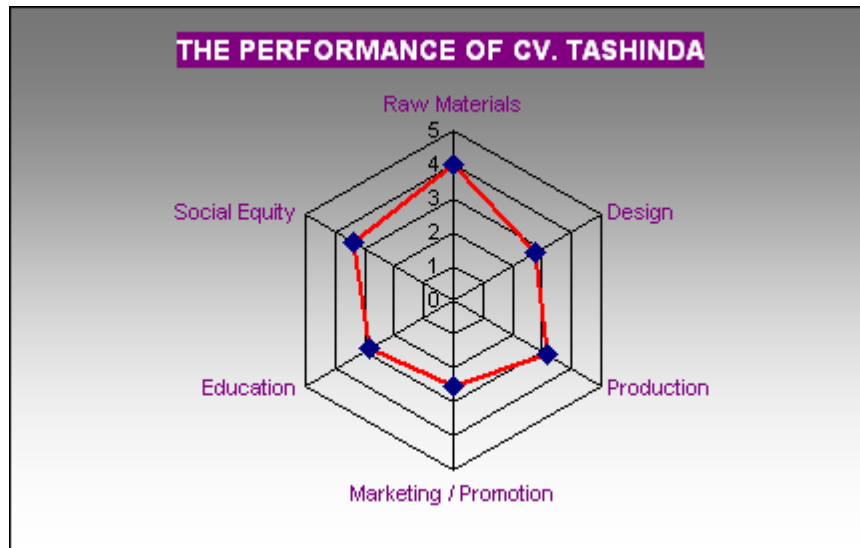 THE PERFORMANCE OF CV. TASHINDA
Raw Materials
5
4
3
2
1
0
Social Equity
Design
Education
Production
Marketing / Promotion